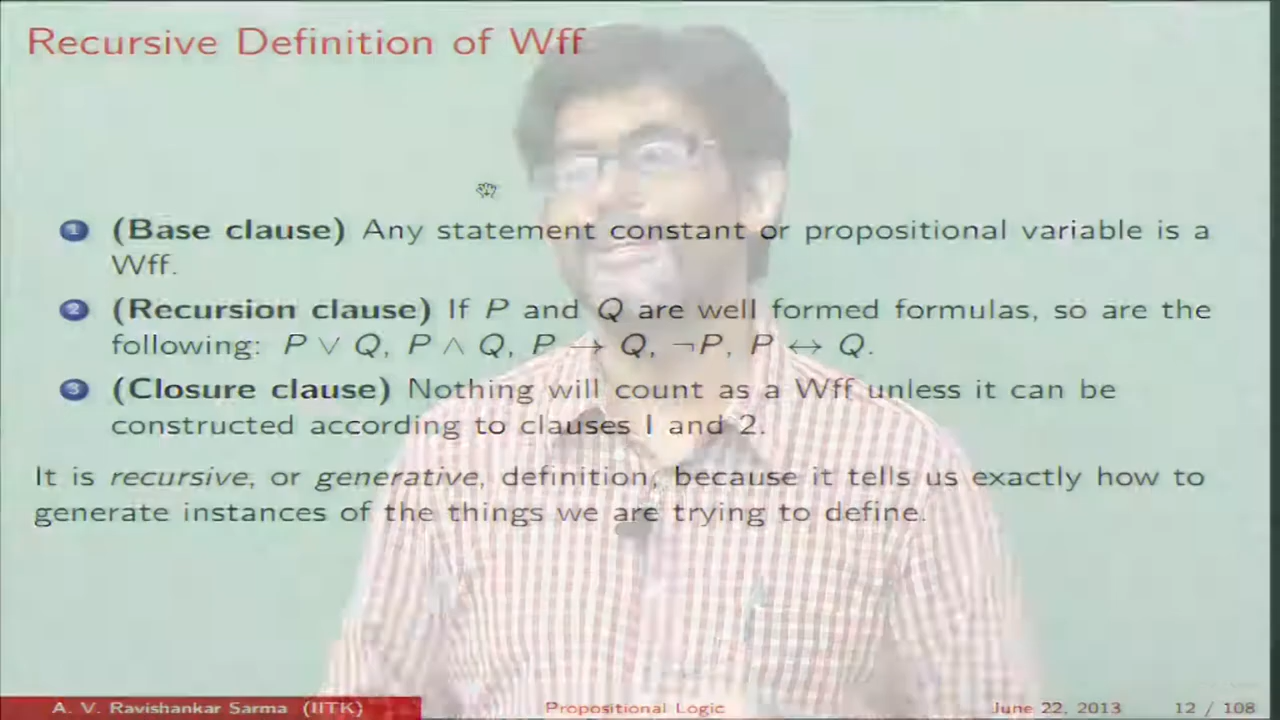 Recursive Definition of Wff
1 (Base clause) Any statement constant or propositional variable is a
Wff.
2 (Recursion clause) If P and Q are well formed formulas, so are the
following: P ∨ Q, P ∧ Q, P → Q, ¬P, P ↔ Q.
3 (Closure clause) Nothing will count as a Wff unless it can be
constructed according to clauses 1 and 2.
It is recursive, or generative, definition, because it tells us exactly how to
generate instances of the things we are trying to define.
A. V. Ravishankar Sarma (IITK) Propositional Logic June 22, 2013 12 / 108